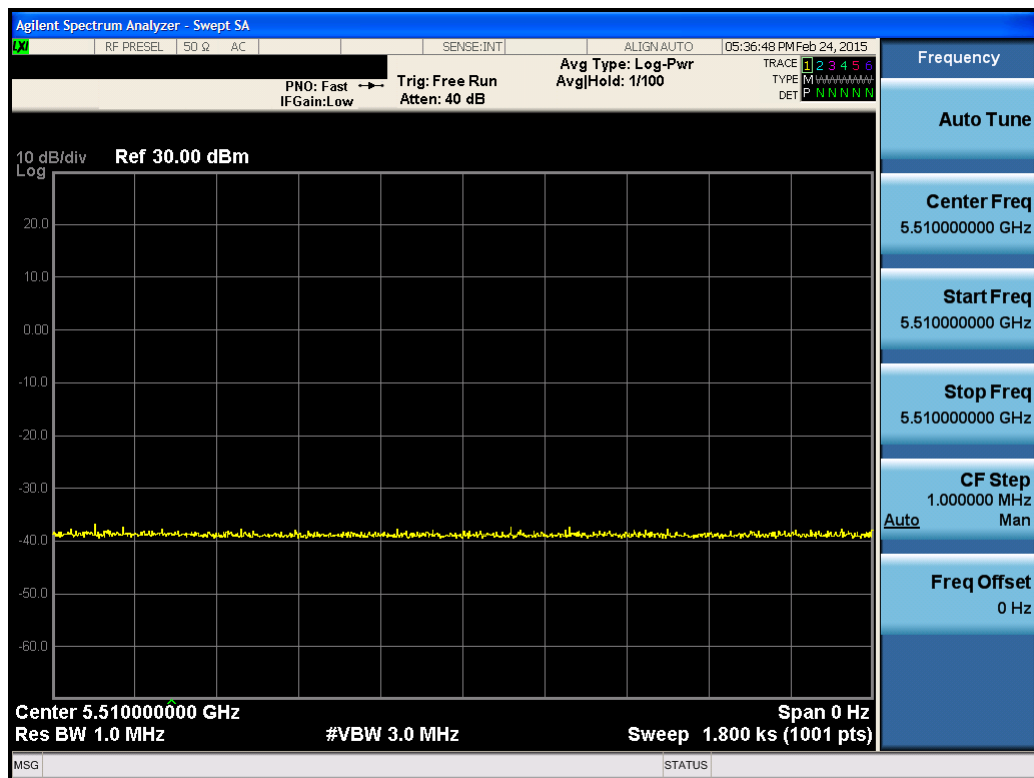 Agilent Spectrum Analyzer - Swept SA
LXI RF PRESEL 50 Ω AC SENSE:INT ALIGN AUTO 05:36:48 PM Feb 24, 2015
Frequency
PNO: Fast
IFGain:Low
Trig: Free Run
Atten: 40 dB
Avg Type: Log-Pwr
Avg|Hold: 1/100
TRACE 1 2 3 4 5 6
TYPE M
DET P N N N N N
Auto Tune
10 dB/div Ref 30.00 dBm
Log
20.0
10.0
0.00
-10.0
-20.0
-30.0
-40.0
-50.0
-60.0
Center Freq
5.510000000 GHz
Start Freq
5.510000000 GHz
Stop Freq
5.510000000 GHz
CF Step
1.000000 MHz
Auto Man
Freq Offset
0 Hz
Center 5.510000000 GHz Span 0 Hz
Res BW 1.0 MHz #VBW 3.0 MHz Sweep 1.800 ks (1001 pts)
MSG STATUS